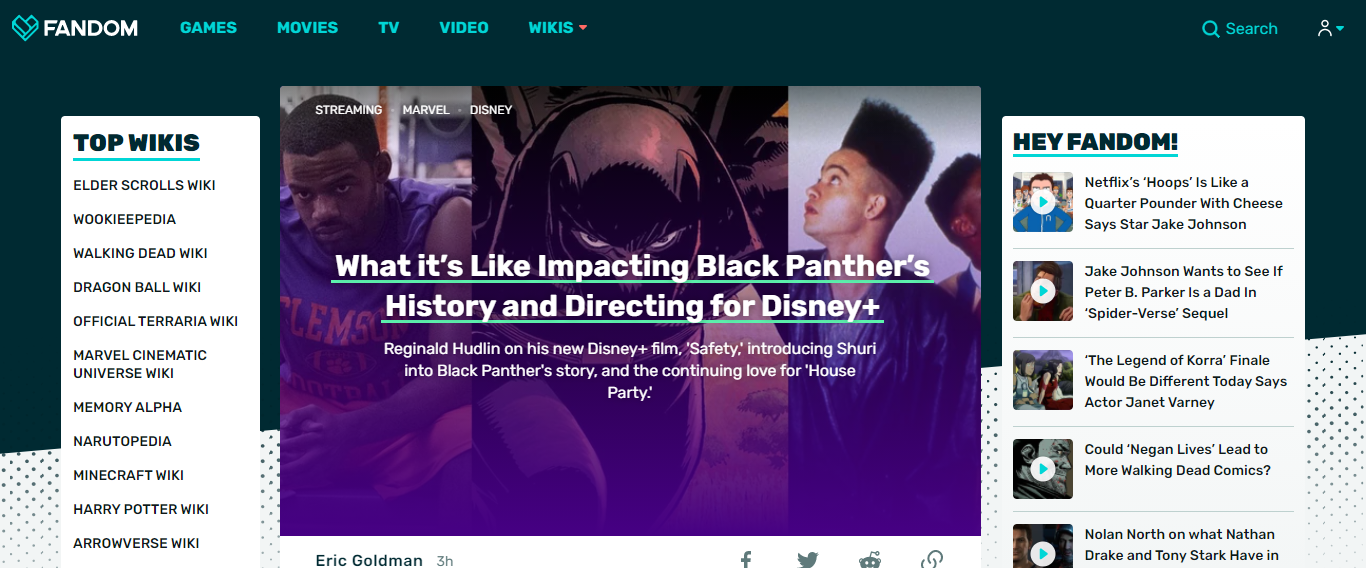 FANDOM
GAMES
MOVIES
TV
VIDEO
WIKIS
Search
TOP WIKIS
ELDER SCROLLS WIKI
WOOKIEEPEDIA
WALKING DEAD WIKI
DRAGON BALL WIKI
OFFICIAL TERRARIA WIKI
MARVEL CINEMATIC
UNIVERSE WIKI
MEMORY ALPHA
NARUTOPEDIA
MINECRAFT WIKI
HARRY POTTER WIKI
ARROWVERSE WIKI
STREAMING • MARVEL • DISNEY
CLEMSON
What it’s Like Impacting Black Panther’s
History and Directing for Disney+
Reginald Hudlin on his new Disney+ film, 'Safety,' introducing Shuri
into Black Panther's story, and the continuing love for 'House
Party.'
Eric Goldman 3h
HEY FANDOM!
Netflix’s ‘Hoops’ Is Like a
Quarter Pounder With Cheese
Says Star Jake Johnson
Jake Johnson Wants to See If
Peter B. Parker Is a Dad In
‘Spider-Verse’ Sequel
‘The Legend of Korra’ Finale
Would Be Different Today Says
Actor Janet Varney
Could ‘Negan Lives’ Lead to
More Walking Dead Comics?
Nolan North on what Nathan
Drake and Tony Stark Have in